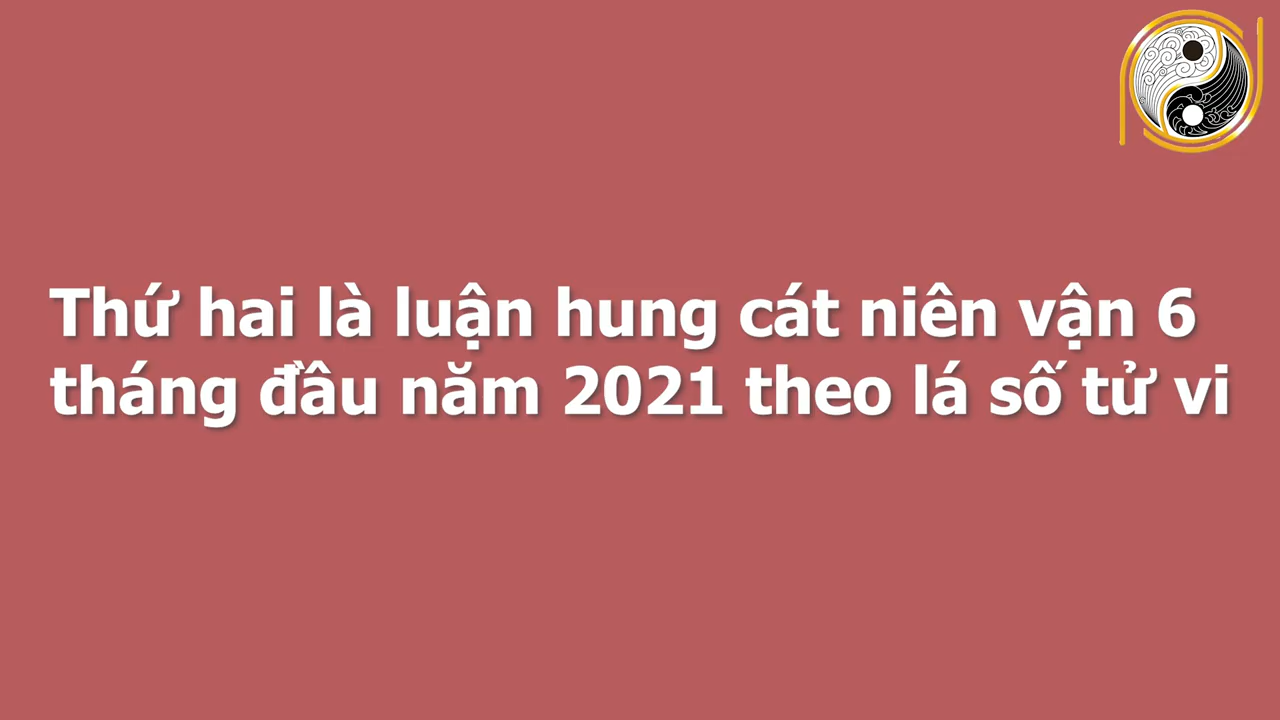 Thứ hai là luận hung cát niên vận 6
tháng đầu năm 2021 theo lá số tử vi